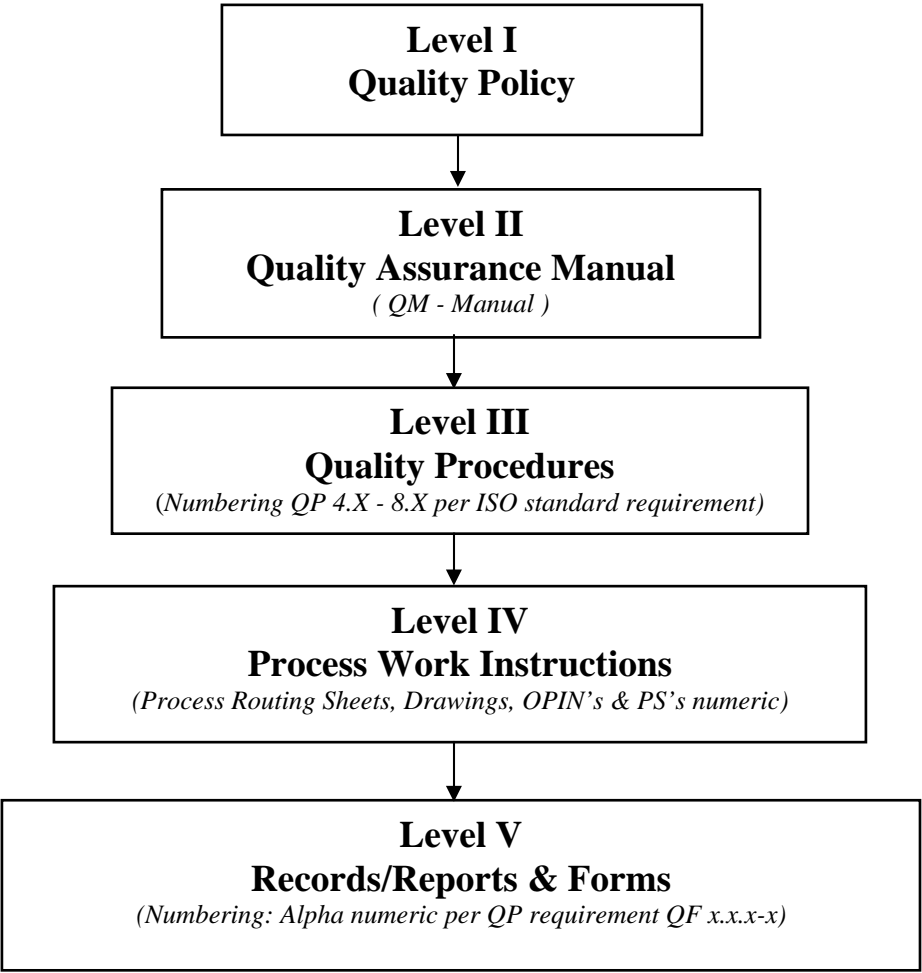 Level I
Quality Policy
Level II
Quality Assurance Manual
( QM - Manual )
Level III
Quality Procedures
(Numbering QP 4.X - 8.X per ISO standard requirement)
Level IV
Process Work Instructions
(Process Routing Sheets, Drawings, OPIN's & PS's numeric)
Level V
Records/Reports & Forms
(Numbering: Alpha numeric per QP requirement QF x.x.x-x)